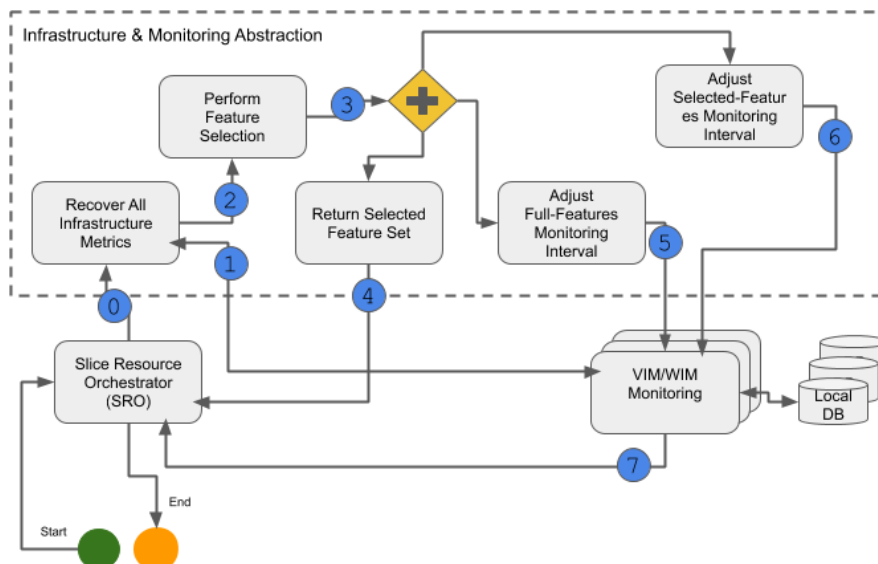 Infrastructure & Monitoring Abstraction
Perform
Feature
Selection
3
Adjust
Selected-Featur
es Monitoring
Interval
6
2
Recover All
Infrastructure
Metrics
Return Selected
Feature Set
Adjust
Full-Features
Monitoring
Interval
5
1
4
0
Slice Resource
Orchestrator
(SRO)
VIM/WIM
Monitoring
Local
DB
7
End
Start